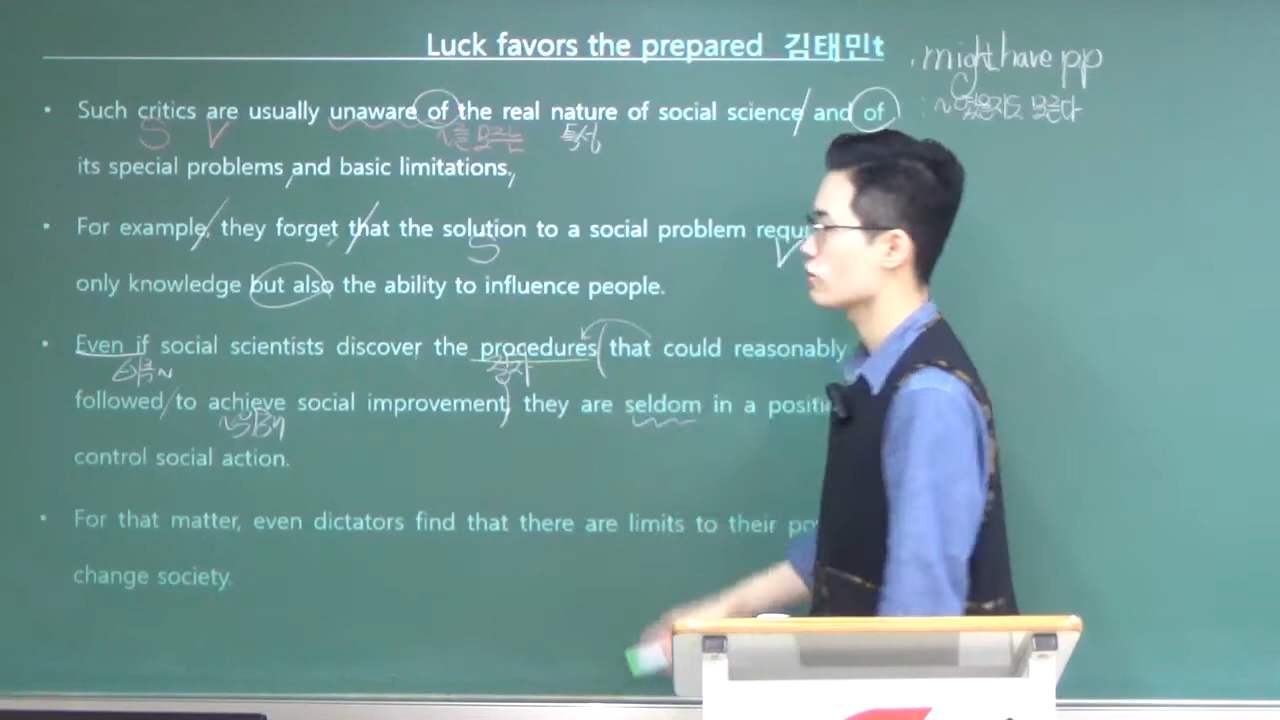 Luck favors the prepared 김태민t
. might have pp
: ~했을지도 모른다
• Such critics are usually unaware of the real nature of social science / and of
S V ~을 모르는 특성
its special problems and basic limitations.
• For example, they forget that the solution to a social problem requ
S V
only knowledge but also the ability to influence people.
• Even if social scientists discover the procedures that could reasonably
절차
followed to achieve social improvement, they are seldom in a positi
control social action.
• For that matter, even dictators find that there are limits to their po
change society.